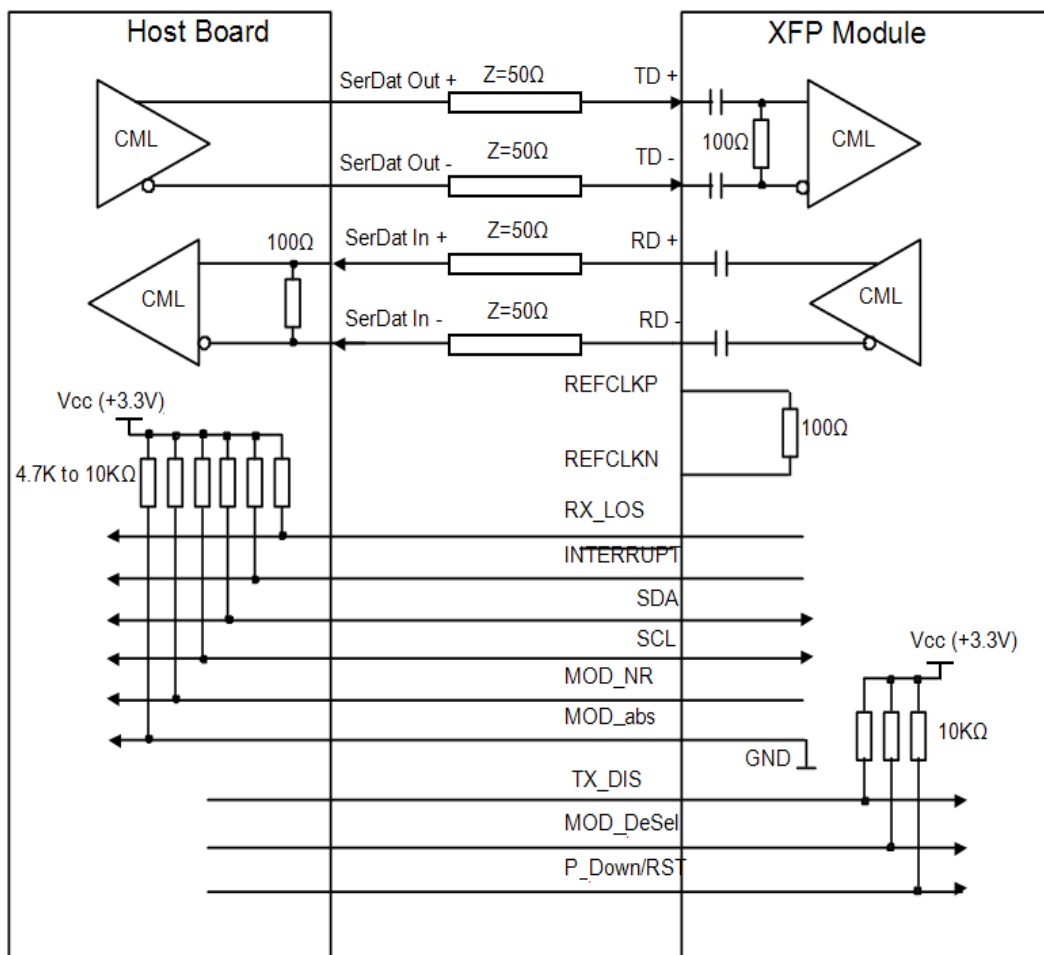 Host Board
XFP Module
SerDat Out +
Z=50Ω
TD +
CML
100Ω
CML
SerDat Out -
Z=50Ω
TD -
SerDat In +
Z=50Ω
RD +
100Ω
CML
CML
SerDat In -
Z=50Ω
RD -
REFCLKP
Vcc (+3.3V)
100Ω
REFCLKN
4.7K to 10KΩ
RX_LOS
INTERRUPT
SDA
SCL
Vcc (+3.3V)
MOD_NR
MOD_abs
10KΩ
GND
TX_DIS
MOD_DeSel
P_Down/RST